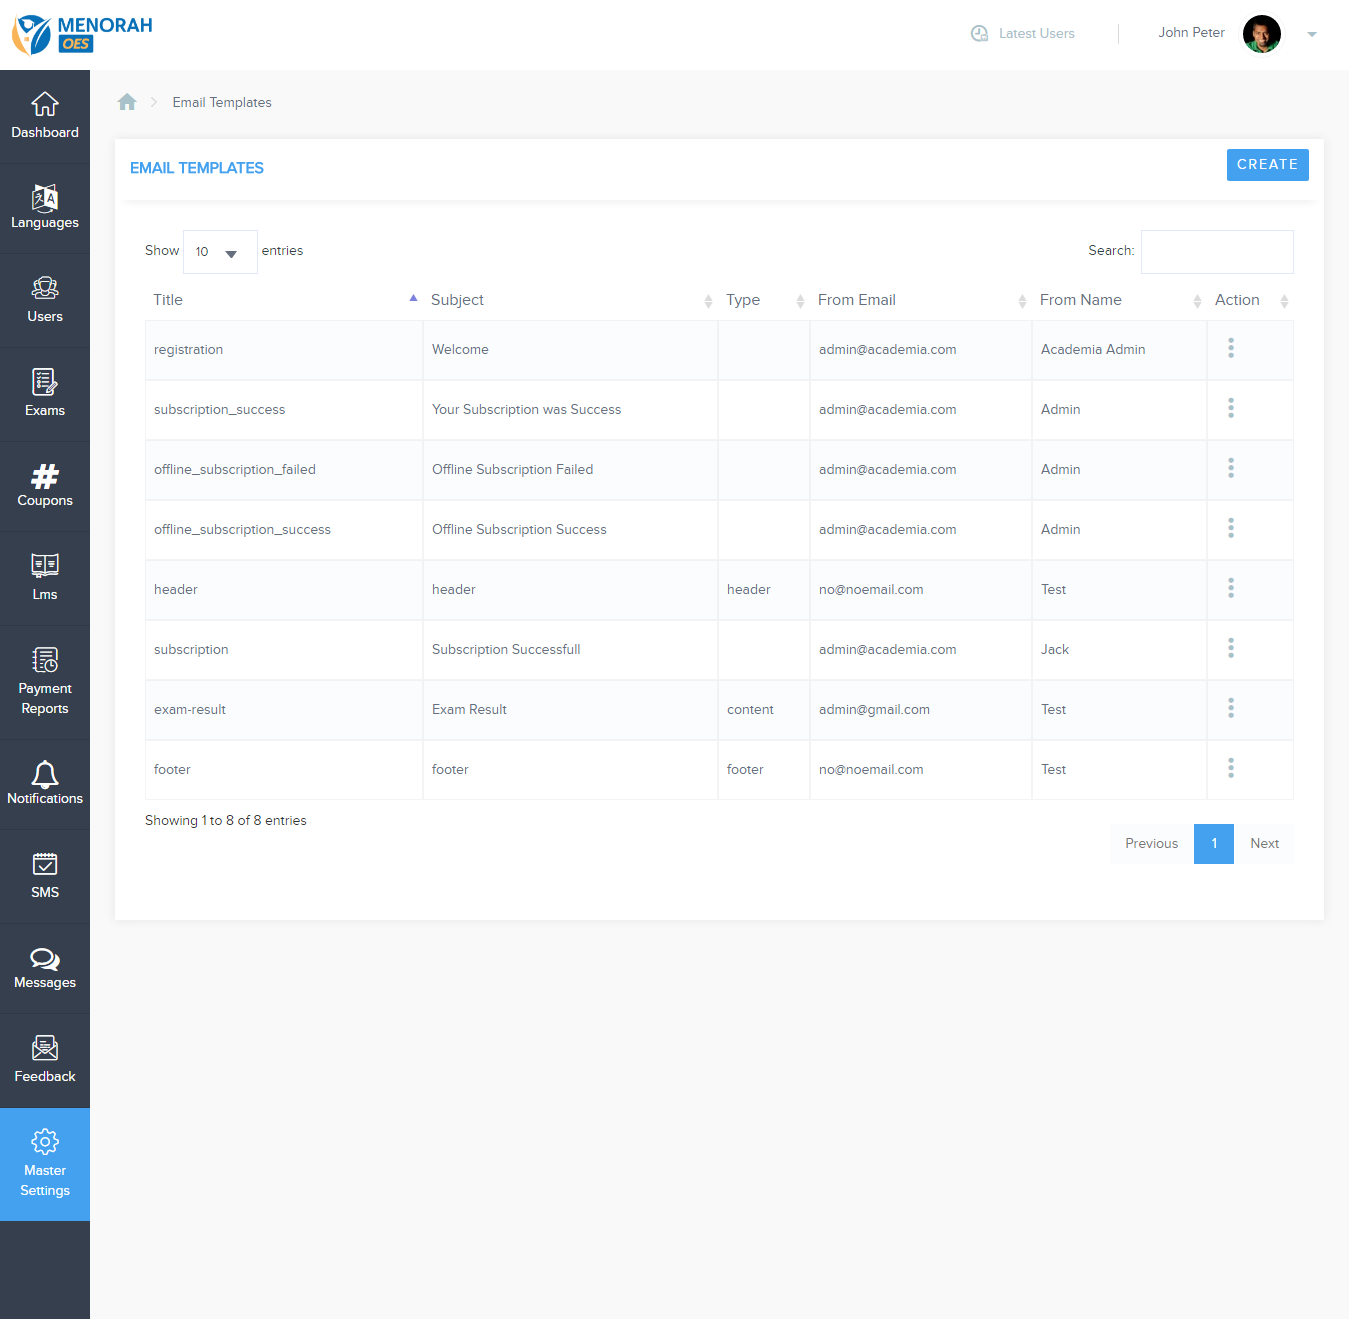 MENORAH
OES
Latest Users
John Peter
Dashboard
Languages
Users
Exams
Coupons
Lms
Payment
Reports
Notifications
SMS
Messages
Feedback
Master
Settings
Email Templates
EMAIL TEMPLATES
CREATE
Show 10 entries
Search:
Title Subject Type From Email From Name Action
registration Welcome admin@academia.com Academia Admin
subscription_success Your Subscription was Success admin@academia.com Admin
offline_subscription_failed Offline Subscription Failed admin@academia.com Admin
offline_subscription_success Offline Subscription Success admin@academia.com Admin
header header header no@noemail.com Test
subscription Subscription Successfull admin@academia.com Jack
exam-result Exam Result content admin@gmail.com Test
footer footer footer no@noemail.com Test
Showing 1 to 8 of 8 entries
Previous 1 Next